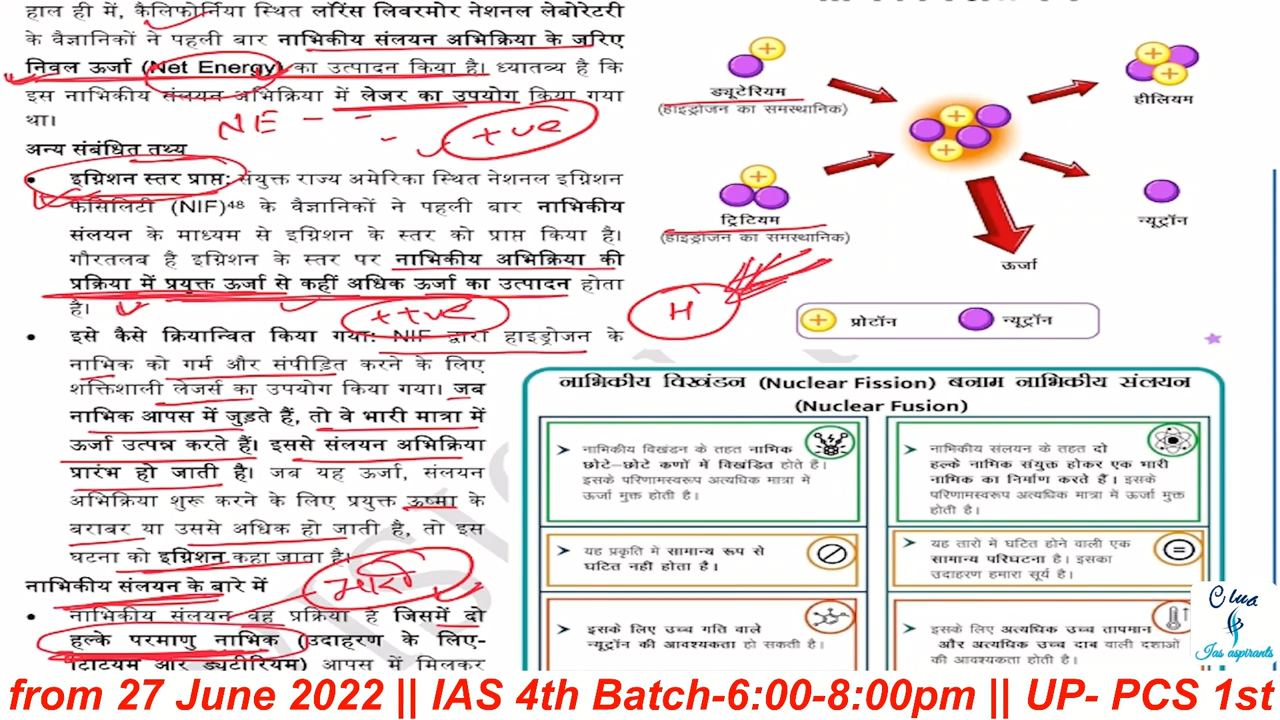 हाल ही में, कैलिफोर्निया स्थित लॉरेंस लिवरमोर नेशनल लेबोरेटरी
के वैज्ञानिकों ने पहली बार नाभिकीय संलयन अभिक्रिया के जरिए
निवल ऊर्जा (Net Energy) का उत्पादन किया है। ध्यातव्य है कि
इस नाभिकीय संलयन अभिक्रिया में लेजर का उपयोग किया गया
था।
NE - -
+ve
अन्य संबंधित तथ्य
• इग्निशन स्तर प्राप्त: संयुक्त राज्य अमेरिका स्थित नेशनल इग्निशन
फैसिलिटी (NIF)48 के वैज्ञानिकों ने पहली बार नाभिकीय
संलयन के माध्यम से इग्निशन के स्तर को प्राप्त किया है।
गौरतलब है इग्निशन के स्तर पर नाभिकीय अभिक्रिया की
प्रक्रिया में प्रयुक्त ऊर्जा से कहीं अधिक ऊर्जा का उत्पादन होता
है।
++ve
• इसे कैसे क्रियान्वित किया गया: NIF द्वारा हाइड्रोजन के
नाभिक को गर्म और संपीड़ित करने के लिए
शक्तिशाली लेजर्स का उपयोग किया गया। जब
नाभिक आपस में जुड़ते हैं, तो वे भारी मात्रा में
ऊर्जा उत्पन्न करते हैं। इससे संलयन अभिक्रिया
प्रारंभ हो जाती है। जब यह ऊर्जा, संलयन
अभिक्रिया शुरू करने के लिए प्रयुक्त ऊष्मा के
बराबर या उससे अधिक हो जाती है, तो इस
घटना को इग्निशन कहा जाता है।
नाभिकीय संलयन के बारे में
• नाभिकीय संलयन वह प्रक्रिया है जिसमें दो
हल्के परमाणु नाभिक (उदाहरण के लिए-
ट्रिटियम और ड्यूटेरियम) आपस में मिलकर
ड्यूटेरियम
(हाइड्रोजन का समस्थानिक)
हीलियम
ट्रिटियम
(हाइड्रोजन का समस्थानिक)
न्यूट्रॉन
ऊर्जा
H
प्रोटॉन
न्यूट्रॉन
नाभिकीय विखंडन (Nuclear Fission) बनाम नाभिकीय संलयन
(Nuclear Fusion)
➤ नाभिकीय विखंडन के तहत नाभिक
छोटे-छोटे कणों में विखंडित होते हैं।
इसके परिणामस्वरूप अत्यधिक मात्रा में
ऊर्जा मुक्त होती है।
➤ नाभिकीय संलयन के तहत दो
हल्के नाभिक संयुक्त होकर एक भारी
नाभिक का निर्माण करते हैं। इसके
परिणामस्वरूप अत्यधिक मात्रा में ऊर्जा मुक्त
होती है।
➤ यह प्रकृति में सामान्य रूप से
घटित नहीं होता है।
➤ यह तारों में घटित होने वाली एक
सामान्य परिघटना है। इसका
उदाहरण हमारा सूर्य है।
➤ इसके लिए उच्च गति वाले
न्यूट्रॉन की आवश्यकता हो सकती है।
➤ इसके लिए अत्यधिक उच्च तापमान
और अत्यधिक उच्च दाब वाली दशाओं
की आवश्यकता होती है।
Ias aspirants
from 27 June 2022 || IAS 4th Batch-6:00-8:00pm || UP- PCS 1st